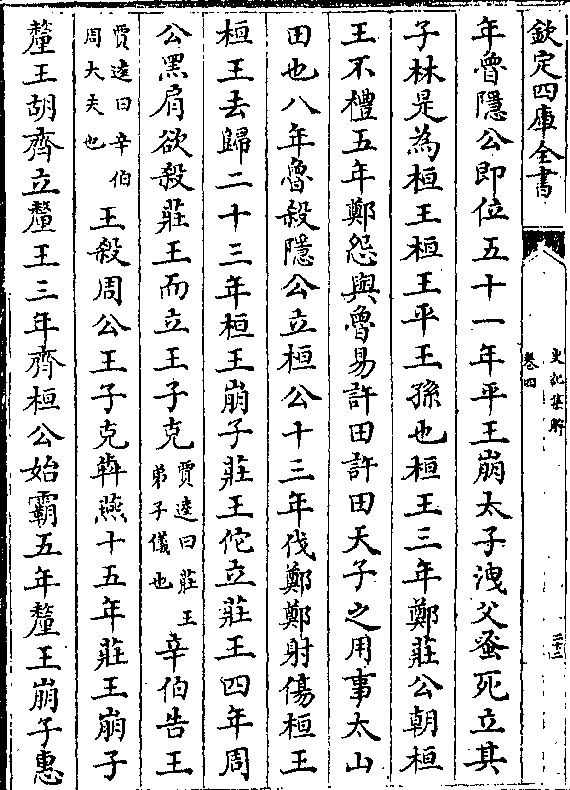 欽定四庫全書
史記集解
卷四
二十二
年魯隱公即位五十一年平王崩太子洩父蚤死立其
子林是為桓王桓王平王孫也桓王三年鄭莊公朝桓
王不禮五年鄭怨與魯易許田許田天子之用事太山
田也八年魯殺隱公立桓公十三年伐鄭鄭射傷桓王
桓王去歸二十三年桓王崩子莊王佗立莊王四年周
公黑肩欲殺莊王而立王子克賈逵曰莊王弟子儀也辛伯告王
賈逵曰辛伯周大夫也王殺周公王子克犇燕十五年莊王崩子
釐王胡齊立釐王三年齊桓公始霸五年釐王崩子惠